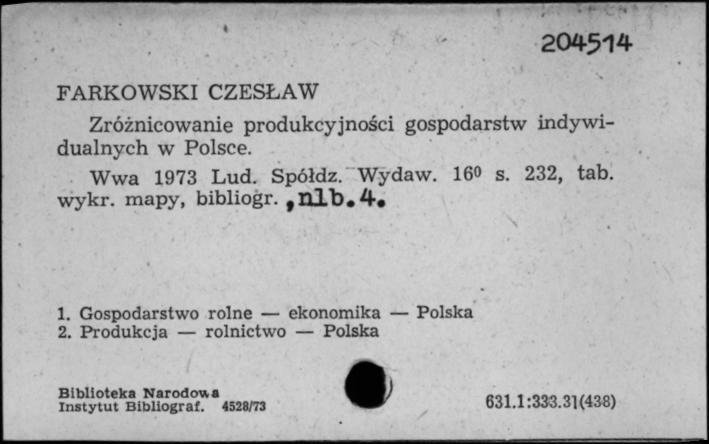 204514
FARKOWSKI CZESŁAW
Zróżnicowanie produkcyjności gospodarstw indywi-
dualnych w Polsce.
Wwa 1973 Lud. Spółdz. Wydaw. 16⁰ s. 232, tab.
wykr. mapy, bibliogr. , nlb. 4.
1. Gospodarstwo rolne — ekonomika — Polska
2. Produkcja — rolnictwo — Polska
Biblioteka Narodowa
Instytut Bibliograf. 4528/73
631.1:333.31(438)